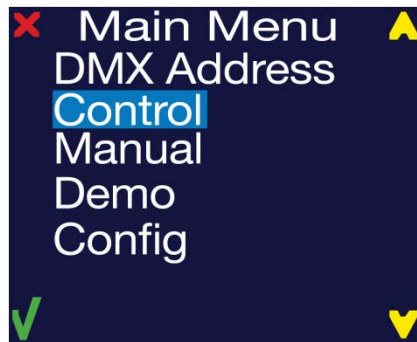 Main Menu
DMX Address
Control
Manual
Demo
Config